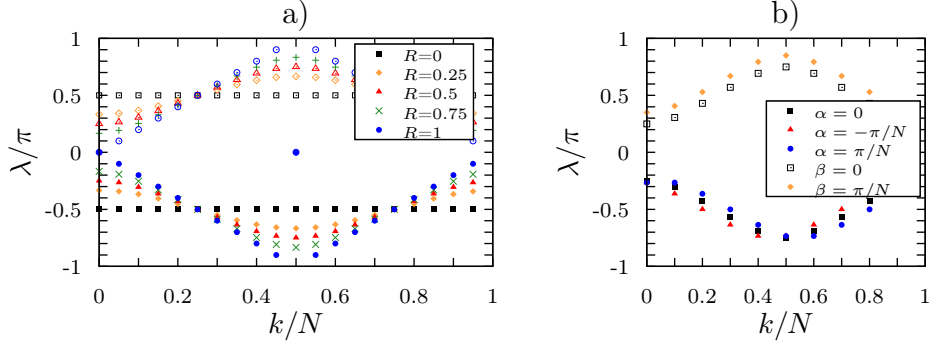 a)
1
0.5
0
-0.5
-1
λ/π
0
0.2
0.4
0.6
0.8
1
k/N
R=0
R=0.25
R=0.5
R=0.75
R=1
b)
1
0.5
0
-0.5
-1
λ/π
0
0.2
0.4
0.6
0.8
1
k/N
α = 0
α = −π/N
α = π/N
β = 0
β = π/N